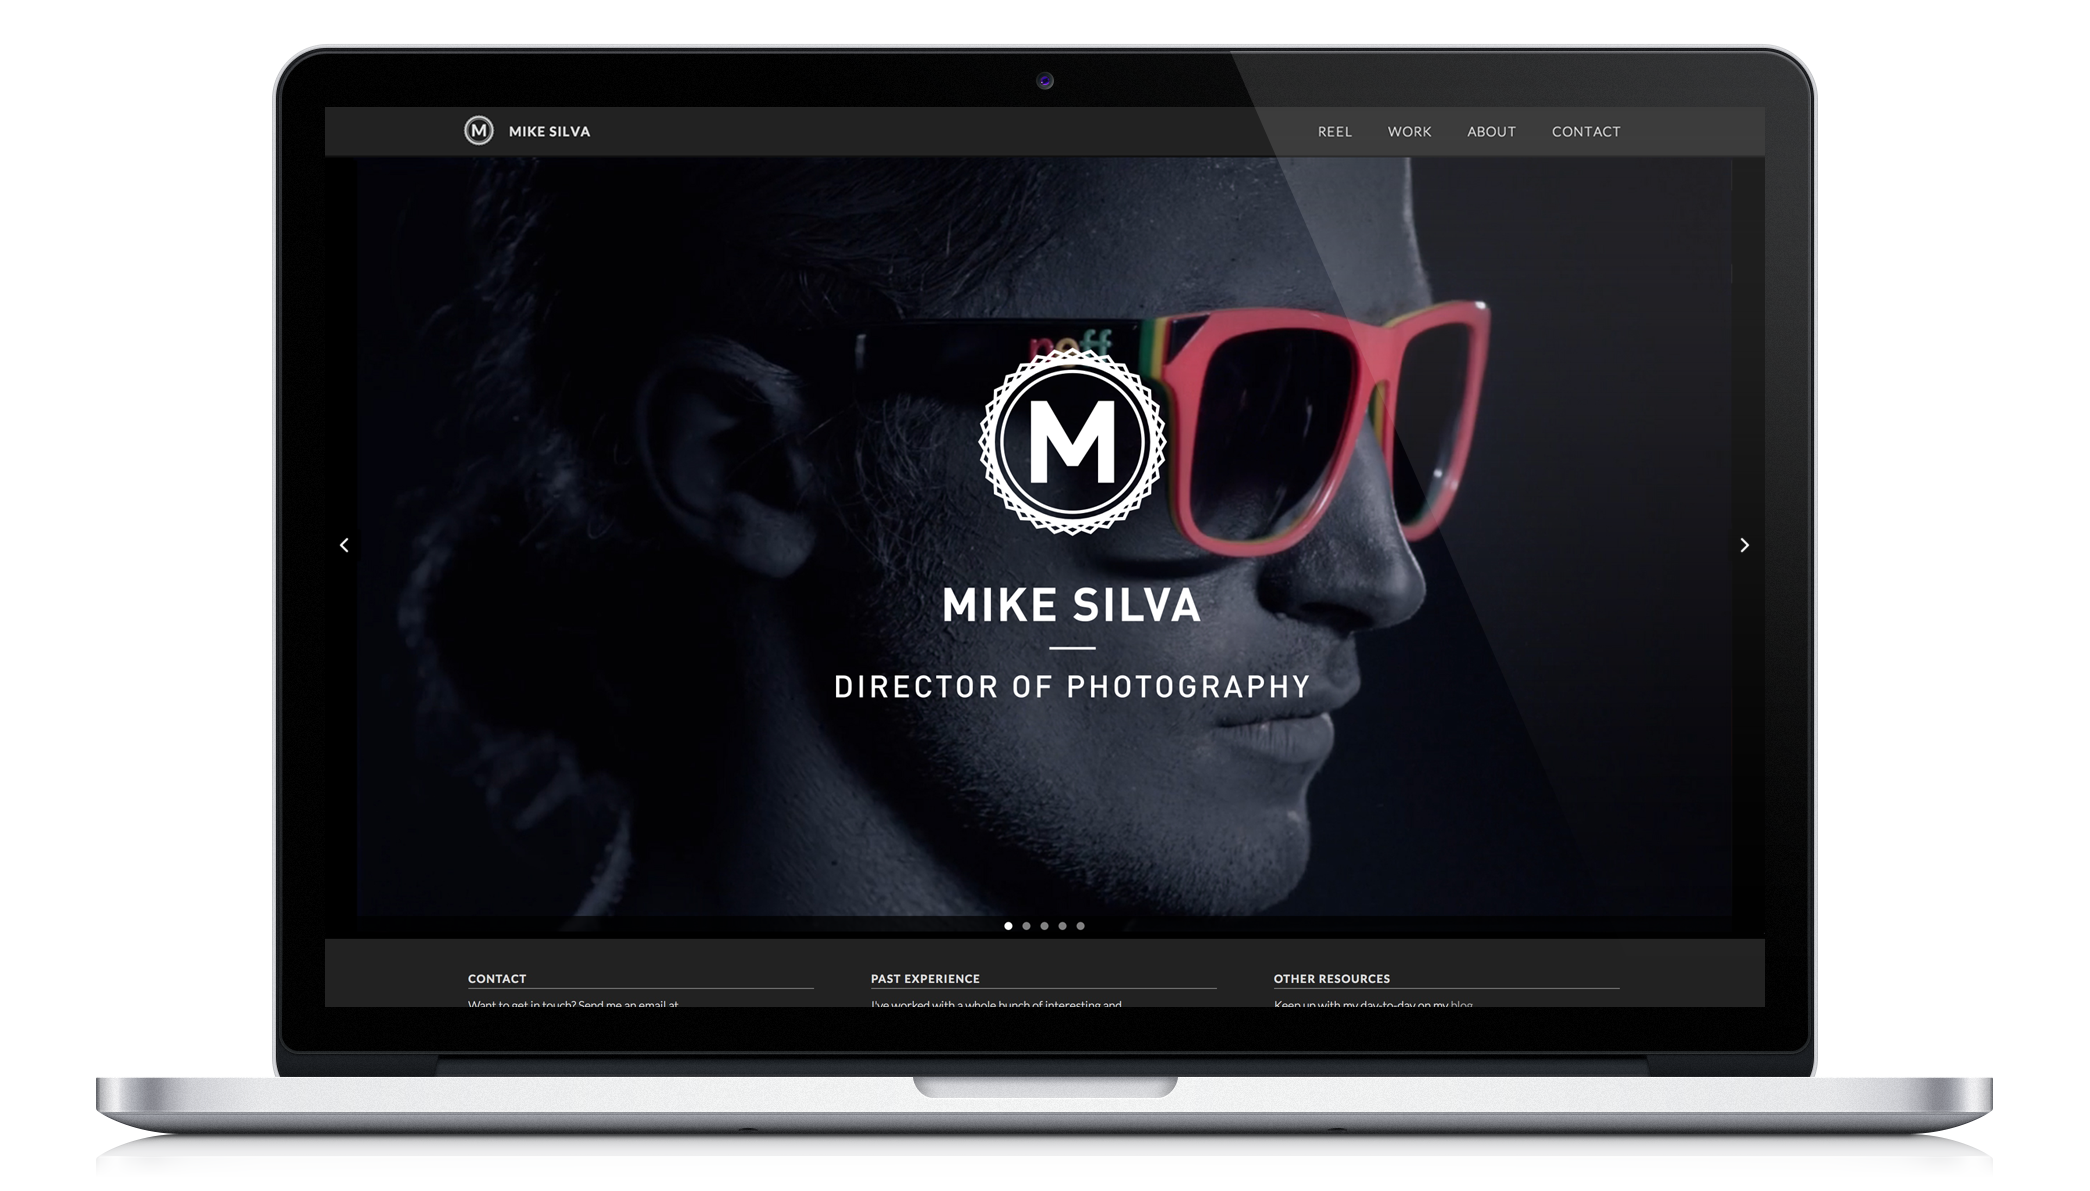 M MIKE SILVA REEL WORK ABOUT CONTACT
neff
M
MIKE SILVA
DIRECTOR OF PHOTOGRAPHY
CONTACT
Want to get in touch? Send me an email at
PAST EXPERIENCE
I've worked with a whole bunch of interesting and
OTHER RESOURCES
Keep up with my day-to-day on my blog